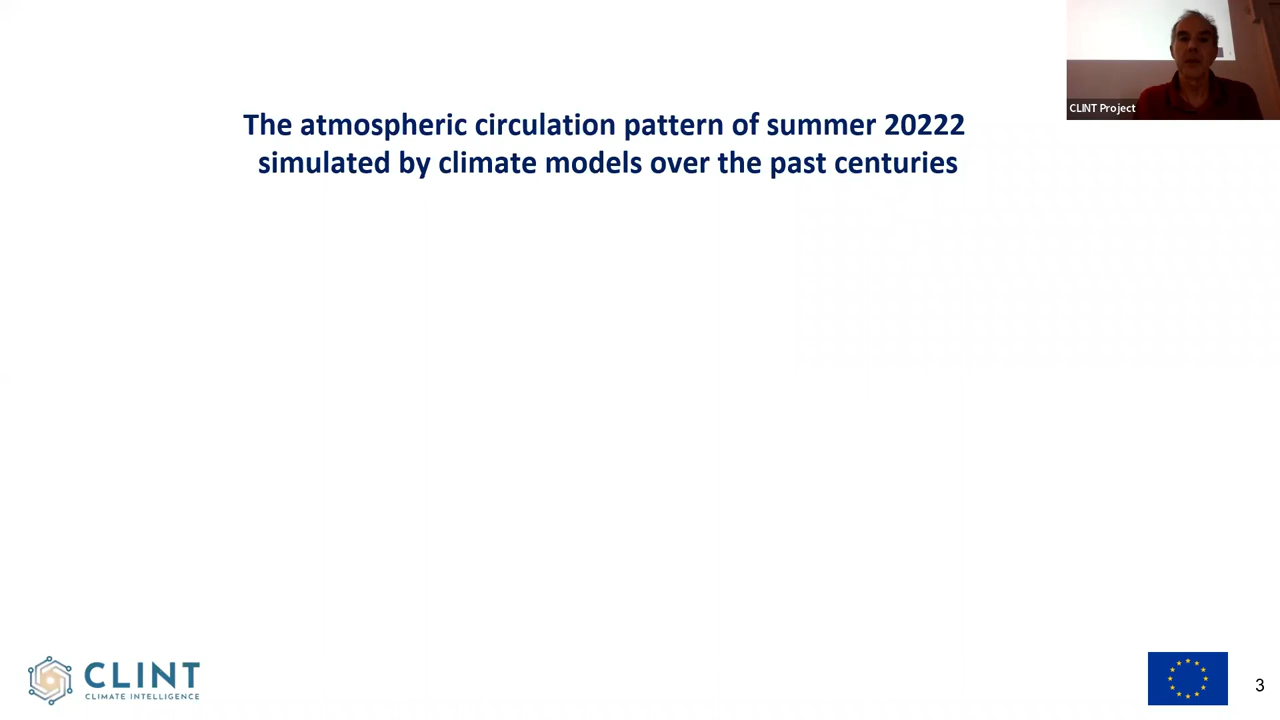 The atmospheric circulation pattern of summer 20222
simulated by climate models over the past centuries
CLINT Project
CLINT
CLIMATE INTELLIGENCE
3